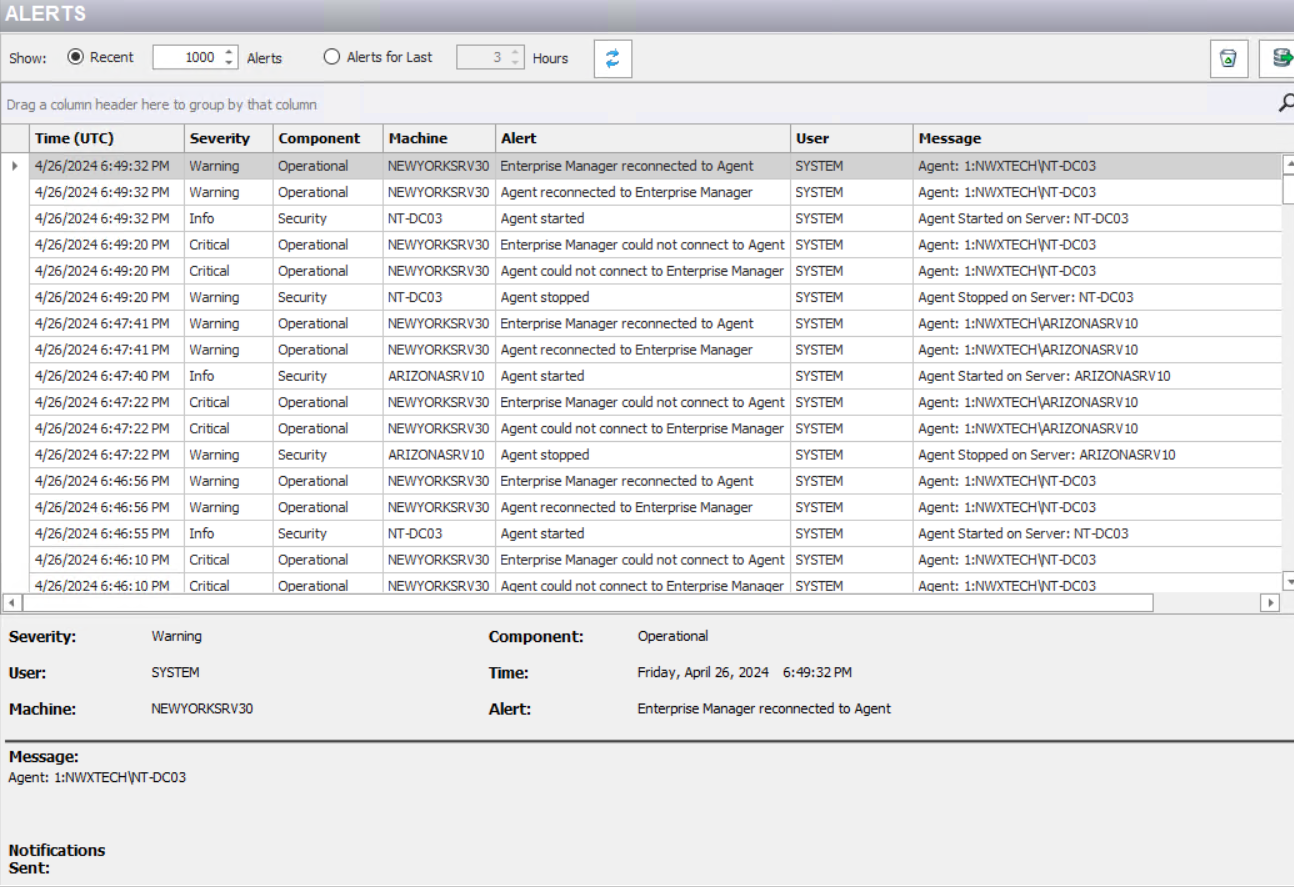 ALERTS
Show: Recent 1000 Alerts Alerts for Last 3 Hours
Drag a column header here to group by that column
Time (UTC) Severity Component Machine Alert User Message
4/26/2024 6:49:32 PM Warning Operational NEWYORKSRV30 Enterprise Manager reconnected to Agent SYSTEM Agent: 1:NWXTECH\NT-DC03
4/26/2024 6:49:32 PM Warning Operational NEWYORKSRV30 Agent reconnected to Enterprise Manager SYSTEM Agent: 1:NWXTECH\NT-DC03
4/26/2024 6:49:32 PM Info Security NT-DC03 Agent started SYSTEM Agent Started on Server: NT-DC03
4/26/2024 6:49:20 PM Critical Operational NEWYORKSRV30 Enterprise Manager could not connect to Agent SYSTEM Agent: 1:NWXTECH\NT-DC03
4/26/2024 6:49:20 PM Critical Operational NEWYORKSRV30 Agent could not connect to Enterprise Manager SYSTEM Agent: 1:NWXTECH\NT-DC03
4/26/2024 6:49:20 PM Warning Security NT-DC03 Agent stopped SYSTEM Agent Stopped on Server: NT-DC03
4/26/2024 6:47:41 PM Warning Operational NEWYORKSRV30 Enterprise Manager reconnected to Agent SYSTEM Agent: 1:NWXTECH\ARIZONASRV10
4/26/2024 6:47:41 PM Warning Operational NEWYORKSRV30 Agent reconnected to Enterprise Manager SYSTEM Agent: 1:NWXTECH\ARIZONASRV10
4/26/2024 6:47:40 PM Info Security ARIZONASRV10 Agent started SYSTEM Agent Started on Server: ARIZONASRV10
4/26/2024 6:47:22 PM Critical Operational NEWYORKSRV30 Enterprise Manager could not connect to Agent SYSTEM Agent: 1:NWXTECH\ARIZONASRV10
4/26/2024 6:47:22 PM Critical Operational NEWYORKSRV30 Agent could not connect to Enterprise Manager SYSTEM Agent: 1:NWXTECH\ARIZONASRV10
4/26/2024 6:47:22 PM Warning Security ARIZONASRV10 Agent stopped SYSTEM Agent Stopped on Server: ARIZONASRV10
4/26/2024 6:46:56 PM Warning Operational NEWYORKSRV30 Enterprise Manager reconnected to Agent SYSTEM Agent: 1:NWXTECH\NT-DC03
4/26/2024 6:46:56 PM Warning Operational NEWYORKSRV30 Agent reconnected to Enterprise Manager SYSTEM Agent: 1:NWXTECH\NT-DC03
4/26/2024 6:46:55 PM Info Security NT-DC03 Agent started SYSTEM Agent Started on Server: NT-DC03
4/26/2024 6:46:10 PM Critical Operational NEWYORKSRV30 Enterprise Manager could not connect to Agent SYSTEM Agent: 1:NWXTECH\NT-DC03
4/26/2024 6:46:10 PM Critical Operational NEWYORKSRV30 Agent could not connect to Enterprise Manager SYSTEM Agent: 1:NWXTECH\NT-DC03
Severity: Warning Component: Operational
User: SYSTEM Time: Friday, April 26, 2024 6:49:32 PM
Machine: NEWYORKSRV30 Alert: Enterprise Manager reconnected to Agent
Message:
Agent: 1:NWXTECH\NT-DC03
Notifications
Sent: